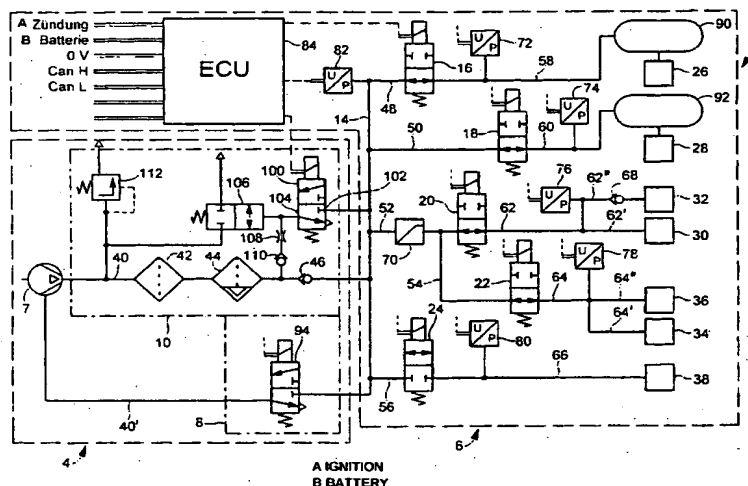 A Zündung
B Batterie
0 V
Can H
Can L
ECU
84
82
U
P
16
72
U
P
58
90
26
48
14
74
U
P
92
50
18
60
28
112
106
100
102
104
108
110
46
7
40
42
44
10
94
8
40'
4
76
U
P
62"
68
32
20
52
62
62'
30
70
78
U
P
54
22
64
64"
36
64'
34
24
80
U
P
56
66
38
6
A IGNITION
B BATTERY